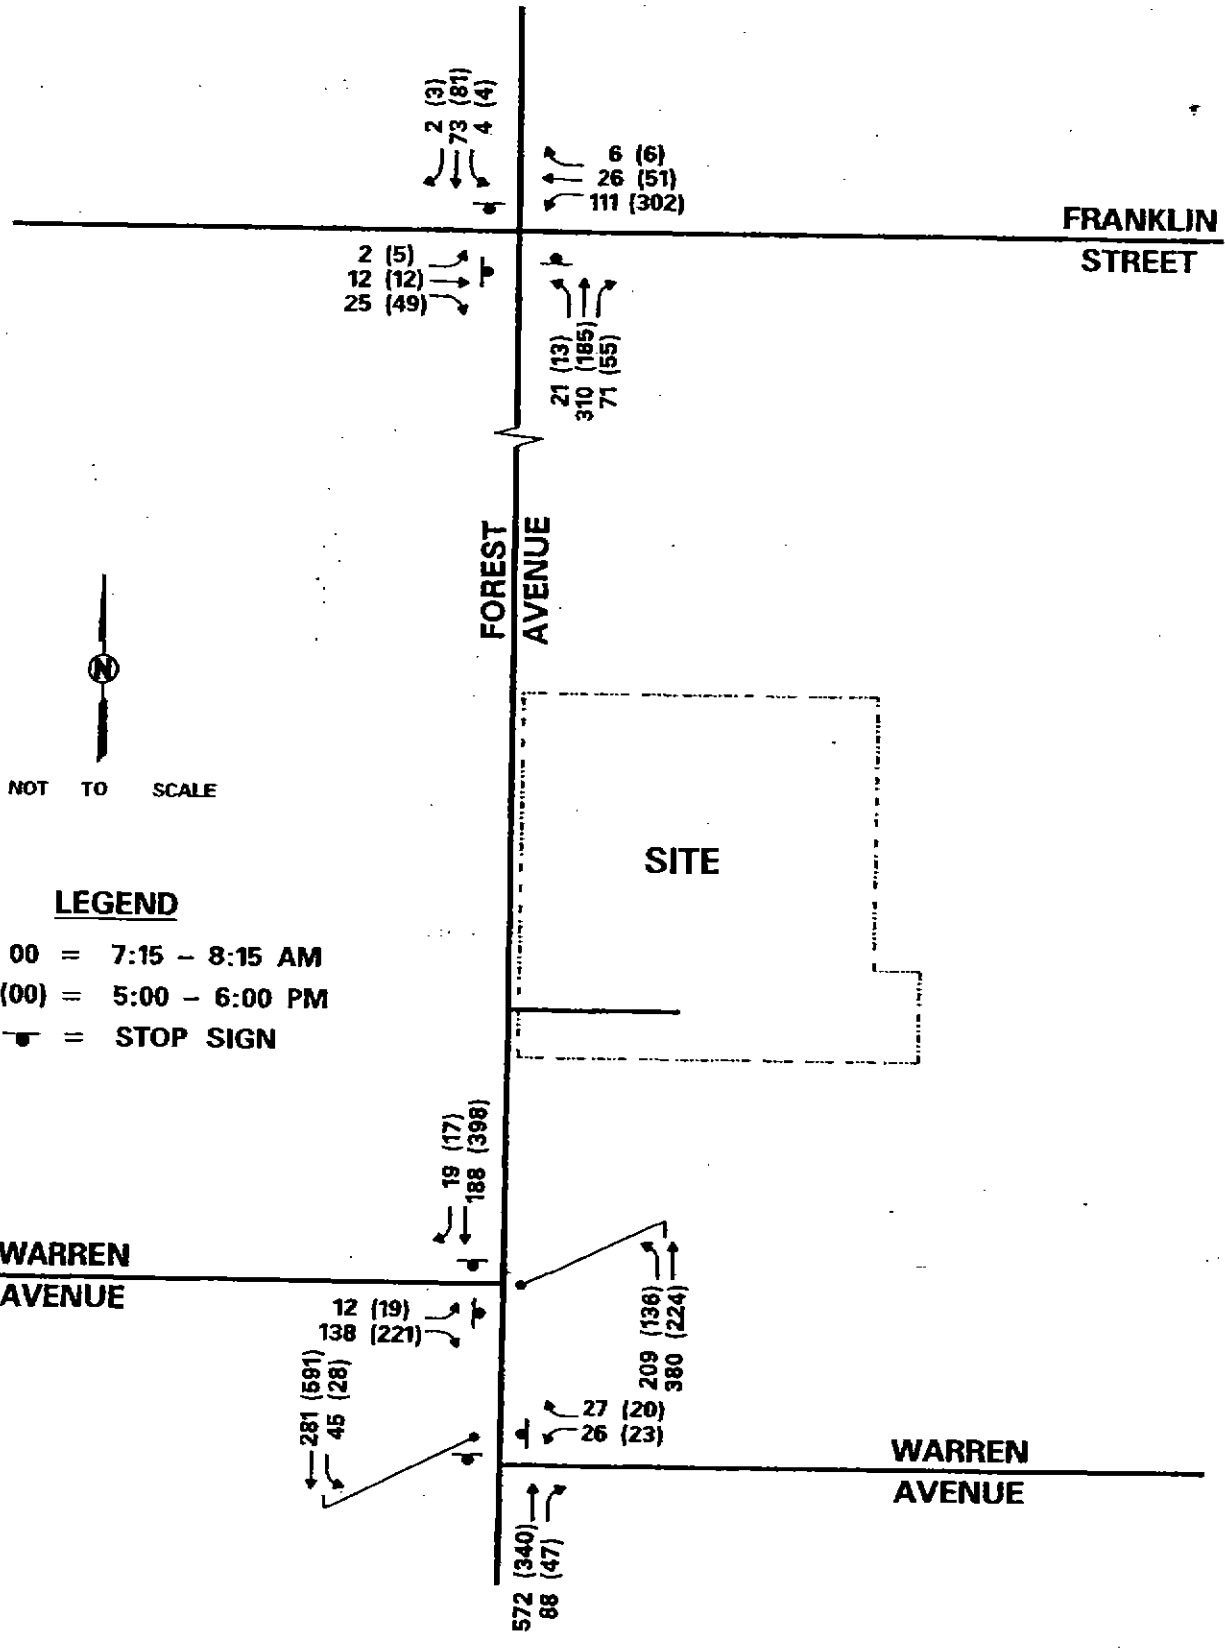 2 (3)
73 (81)
4 (4)
6 (6)
26 (51)
111 (302)
FRANKLIN
STREET
2 (5)
12 (12)
25 (49)
21 (13)
310 (185)
71 (55)
FOREST
AVENUE
N
NOT TO SCALE
SITE
LEGEND
00 = 7:15 – 8:15 AM
(00) = 5:00 – 6:00 PM
= STOP SIGN
19 (17)
188 (398)
WARREN
AVENUE
12 (19)
138 (221)
209 (136)
380 (224)
281 (591)
45 (28)
27 (20)
26 (23)
WARREN
AVENUE
572 (340)
88 (47)